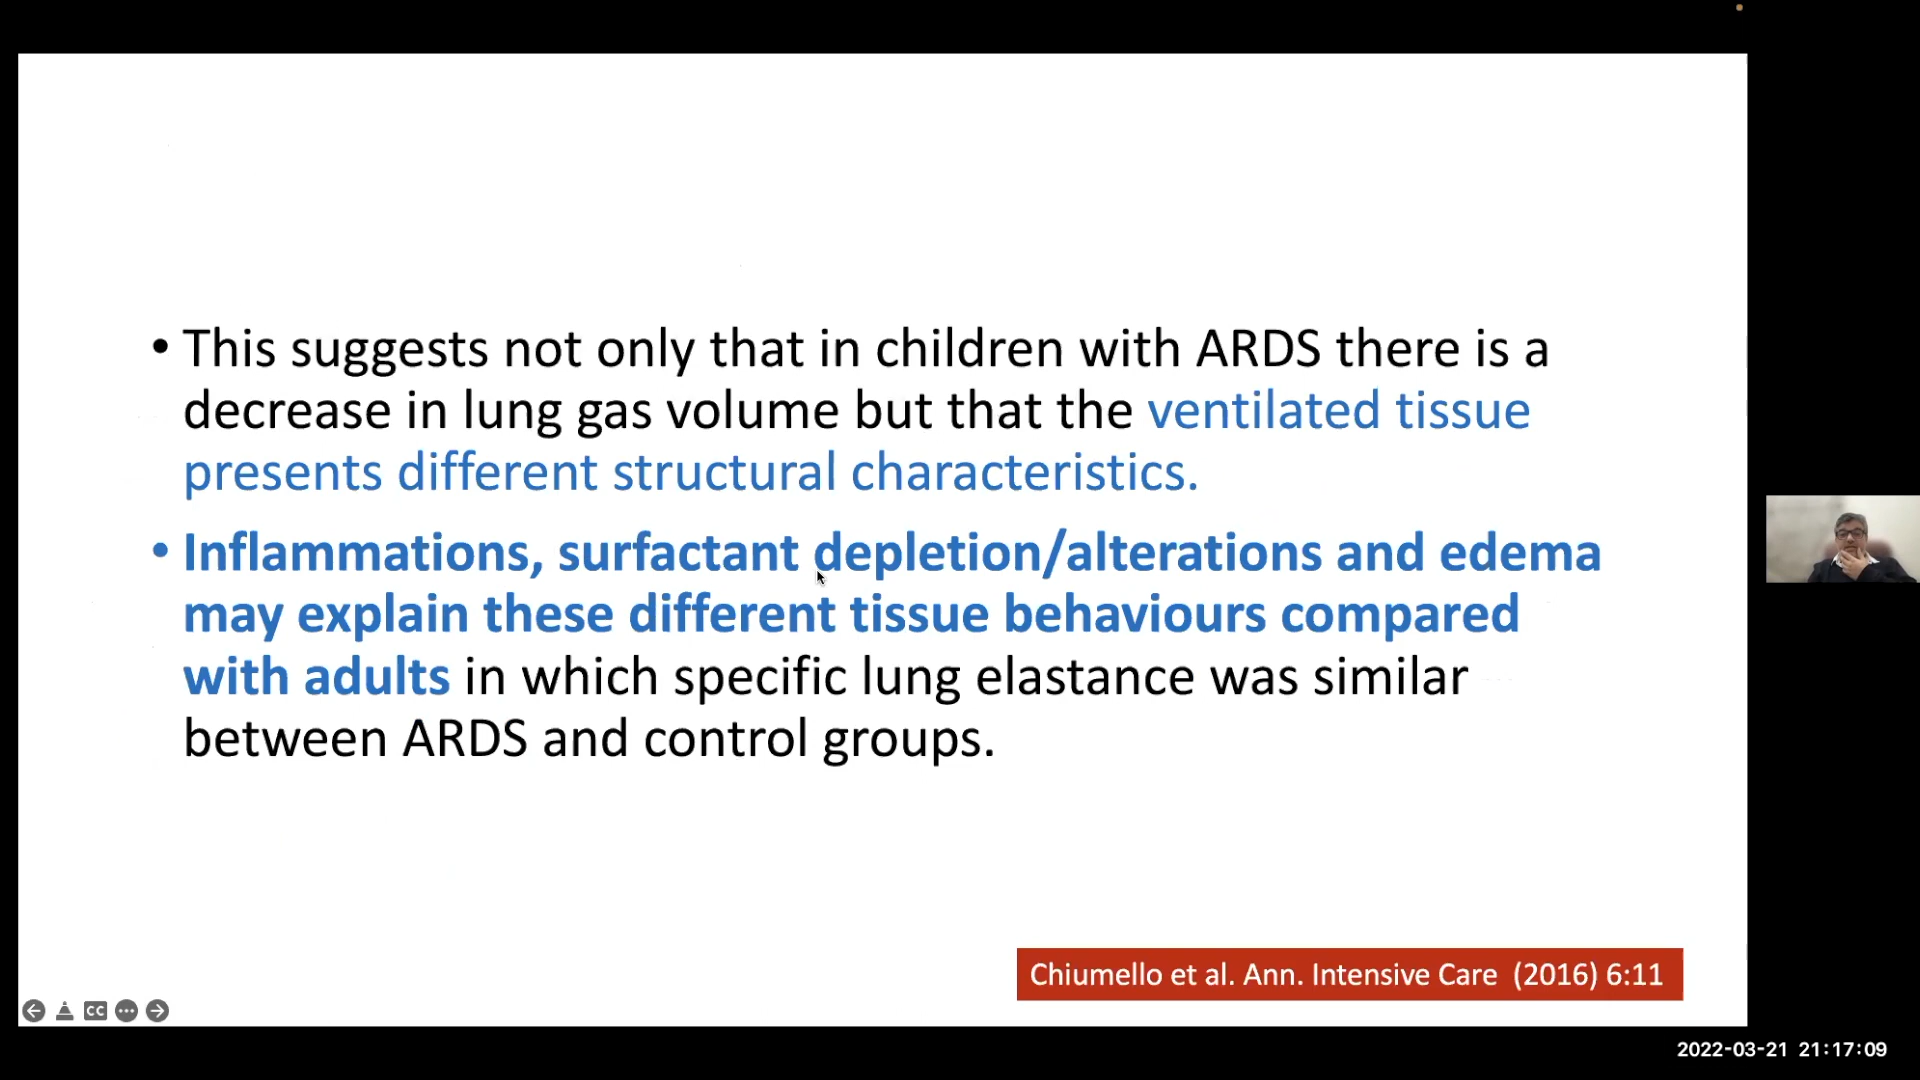 • This suggests not only that in children with ARDS there is a
decrease in lung gas volume but that the ventilated tissue
presents different structural characteristics.
• Inflammations, surfactant depletion/alterations and edema
may explain these different tissue behaviours compared
with adults in which specific lung elastance was similar
between ARDS and control groups.
Chiumello et al. Ann. Intensive Care (2016) 6:11
CC
2022-03-21 21:17:09